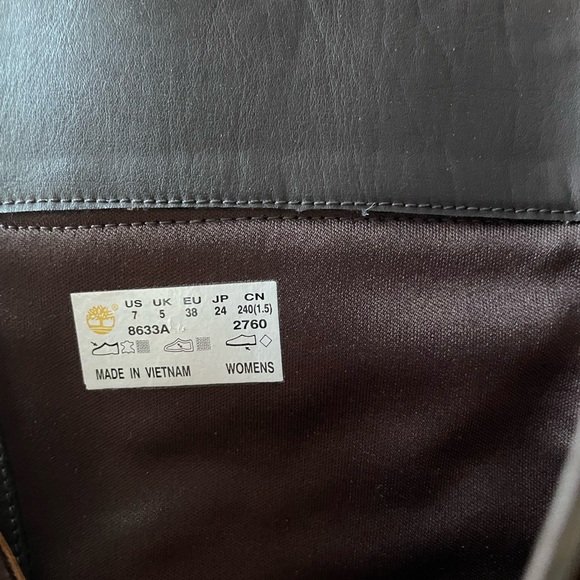 US UK EU JP CN
7 5 38 24 240(1.5)
8633A 2760
MADE IN VIETNAM WOMENS